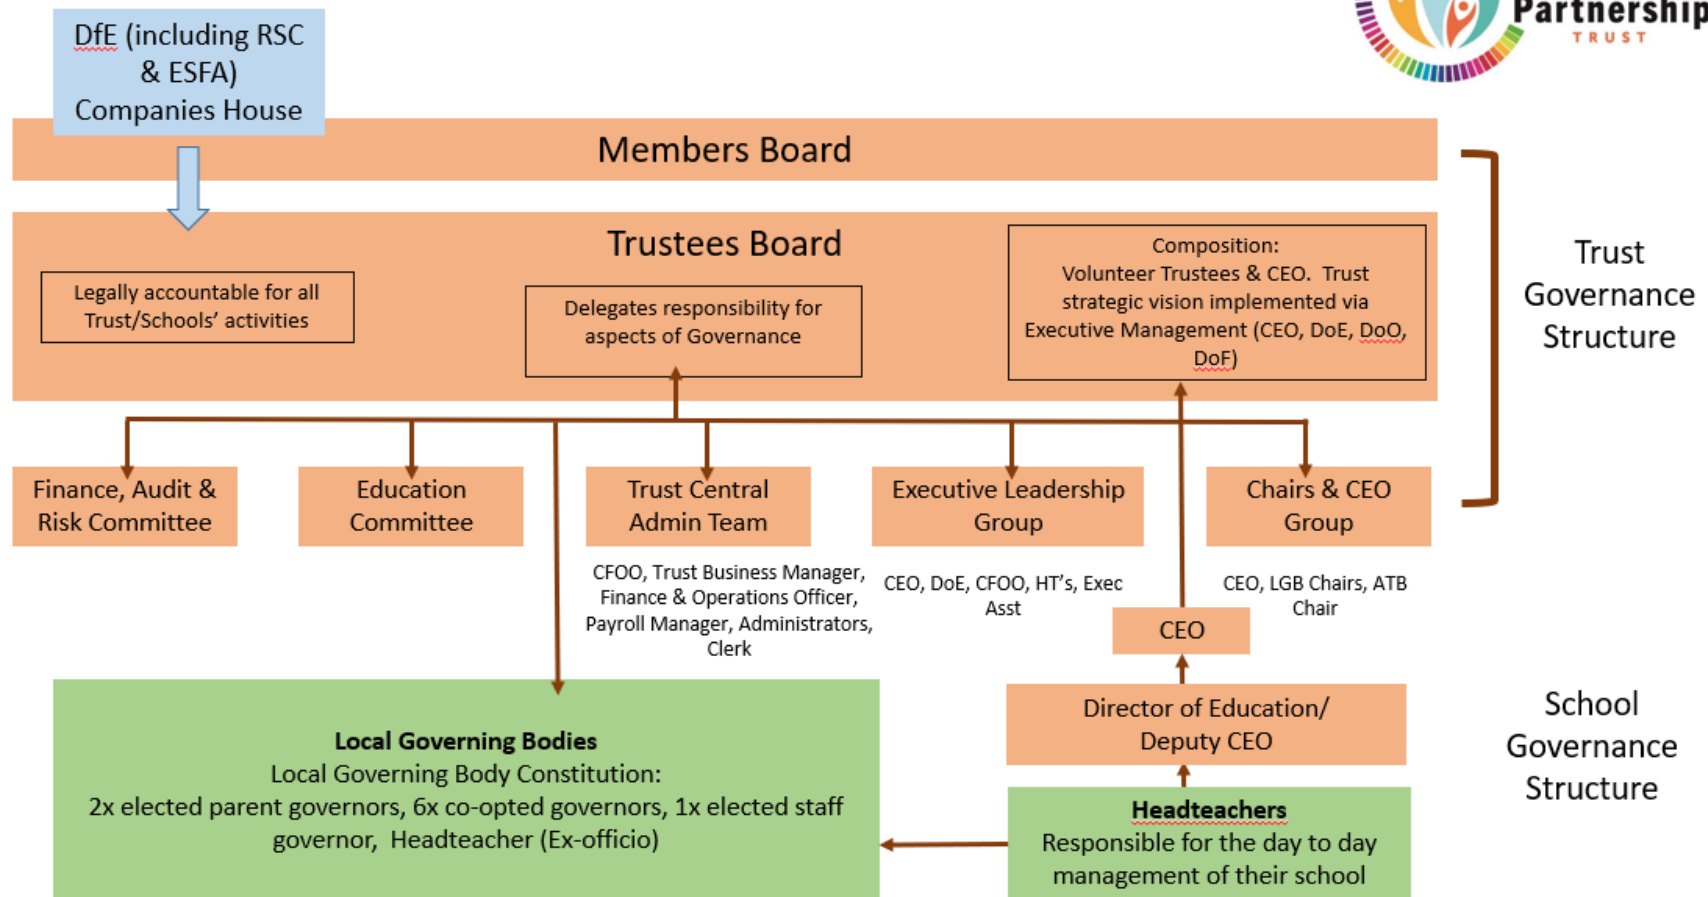 DfE (including RSC
& ESFA)
Companies House
Partnership
TRUST
Members Board
Trustees Board
Legally accountable for all
Trust/Schools’ activities
Delegates responsibility for
aspects of Governance
Composition:
Volunteer Trustees & CEO.  Trust
strategic vision implemented via
Executive Management (CEO, DoE, DoO,
DoF)
Trust
Governance
Structure
Finance, Audit &
Risk Committee
Education
Committee
Trust Central
Admin Team
Executive Leadership
Group
Chairs & CEO
Group
CFOO, Trust Business Manager,
Finance & Operations Officer,
Payroll Manager, Administrators,
Clerk
CEO, DoE, CFOO, HT’s, Exec
Asst
CEO, LGB Chairs, ATB
Chair
CEO
Director of Education/
Deputy CEO
Local Governing Bodies
Local Governing Body Constitution:
2x elected parent governors, 6x co-opted governors, 1x elected staff
governor,  Headteacher (Ex-officio)
Headteachers
Responsible for the day to day
management of their school
School
Governance
Structure